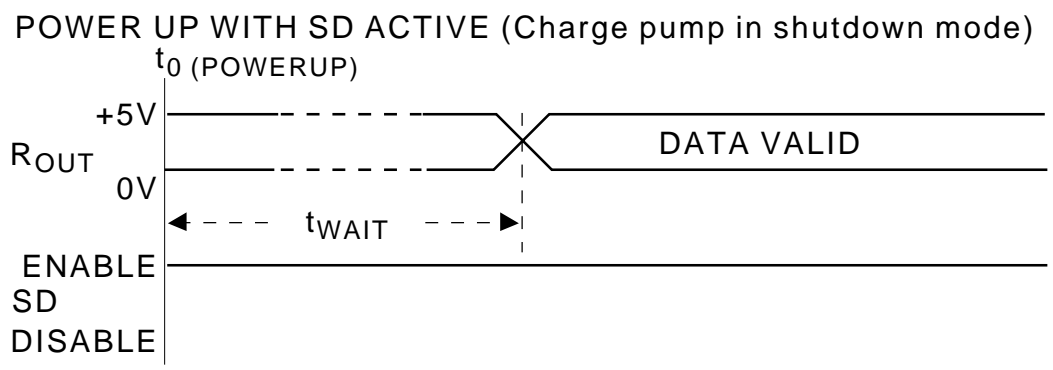 POWER UP WITH SD ACTIVE (Charge pump in shutdown mode)
t0 (POWERUP)
+5V
ROUT
DATA VALID
0V
tWAIT
ENABLE
SD
DISABLE